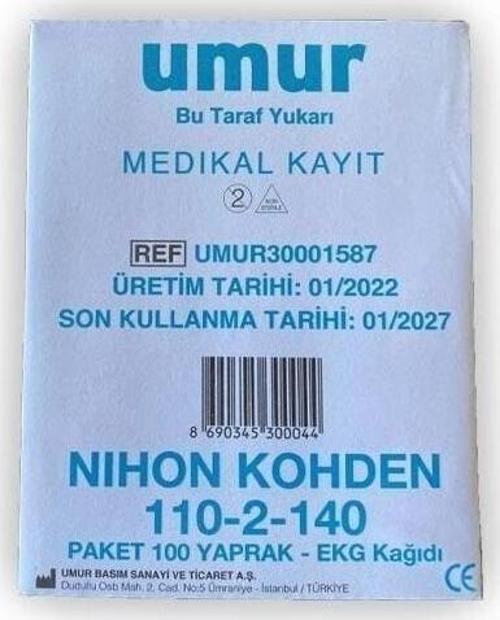 umur
Bu Taraf Yukarı
MEDİKAL KAYIT
2 NON STERILE
REF UMUR30001587
ÜRETİM TARİHİ: 01/2022
SON KULLANMA TARİHİ: 01/2027
8 690345 300044
NIHON KOHDEN
110-2-140
PAKET 100 YAPRAK - EKG Kağıdı
UMUR BASIM SANAYİ VE TİCARET A.Ş.
Dudullu Osb Mah. 2. Cad. No:5 Ümraniye - İstanbul / TÜRKİYE
CE